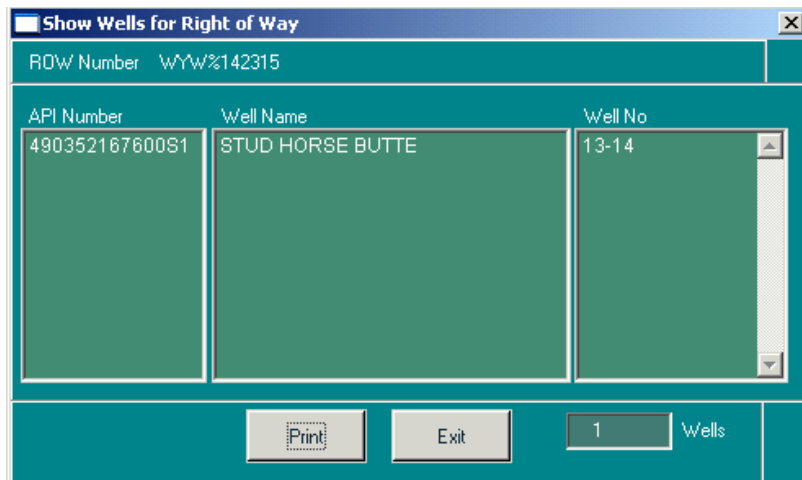 Show Wells for Right of Way
ROW Number WYW%142315
API Number Well Name Well No
490352167600S1 STUD HORSE BUTTE 13-14
Print Exit 1 Wells